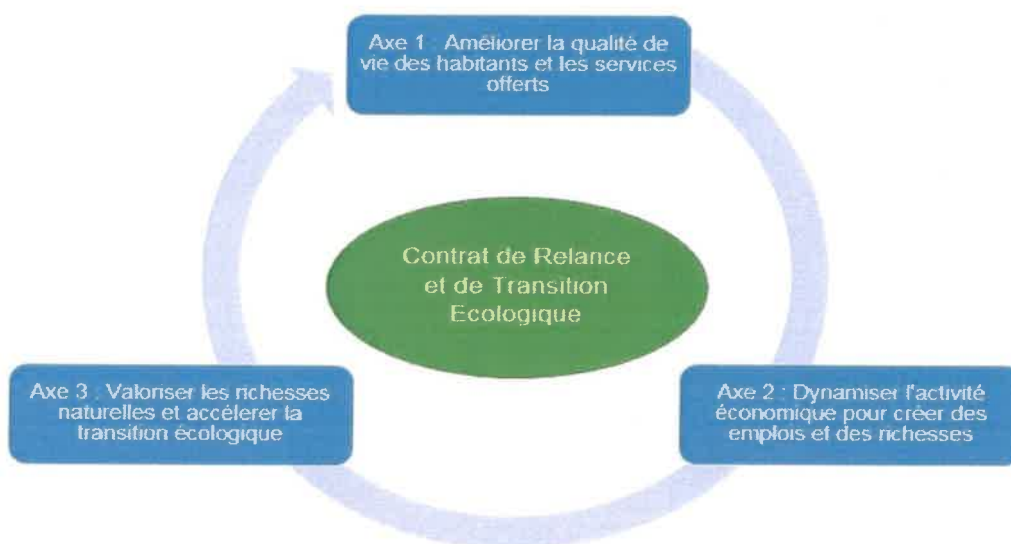 Axe 1 : Améliorer la qualité de
vie des habitants et les services
offerts
Contrat de Relance
et de Transition
Ecologique
Axe 3 : Valoriser les richesses
naturelles et accélerer la
transition écologique
Axe 2 : Dynamiser l'activité
économique pour créer des
emplois et des richesses